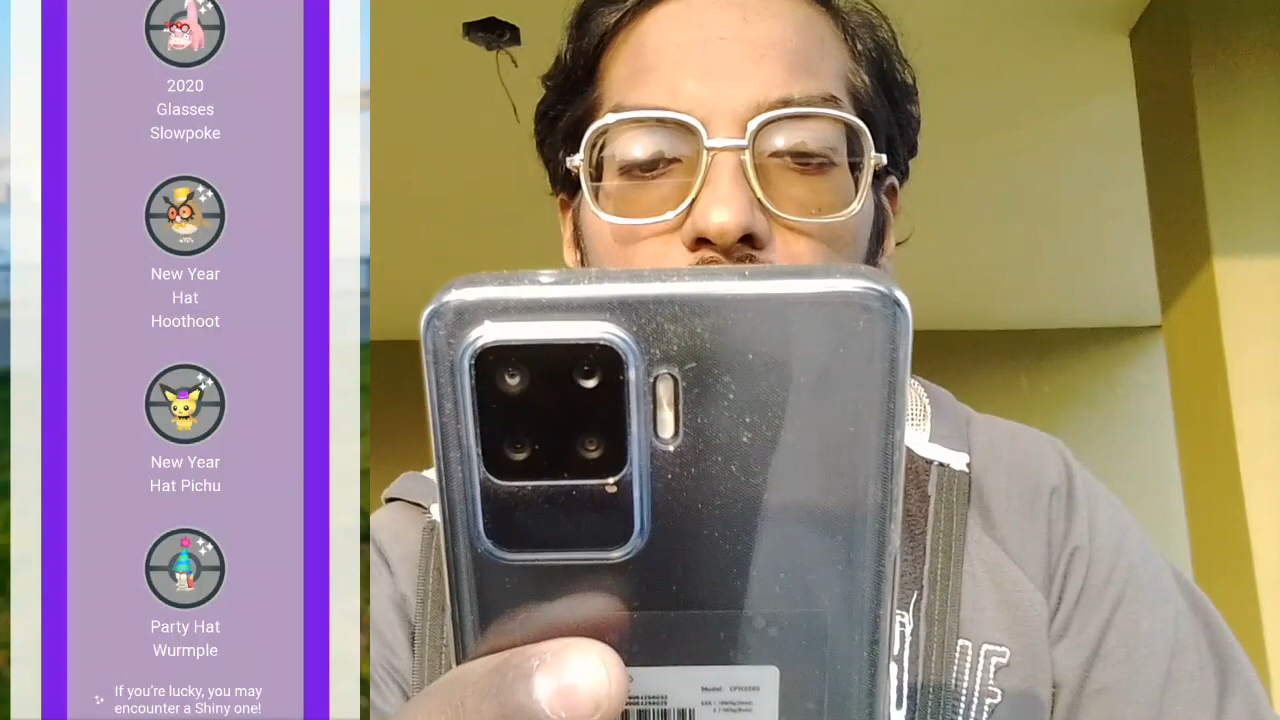 2020
Glasses
Slowpoke
New Year
Hat
Hoothoot
New Year
Hat Pichu
Party Hat
Wurmple
If you're lucky, you may
encounter a Shiny one!
Model: